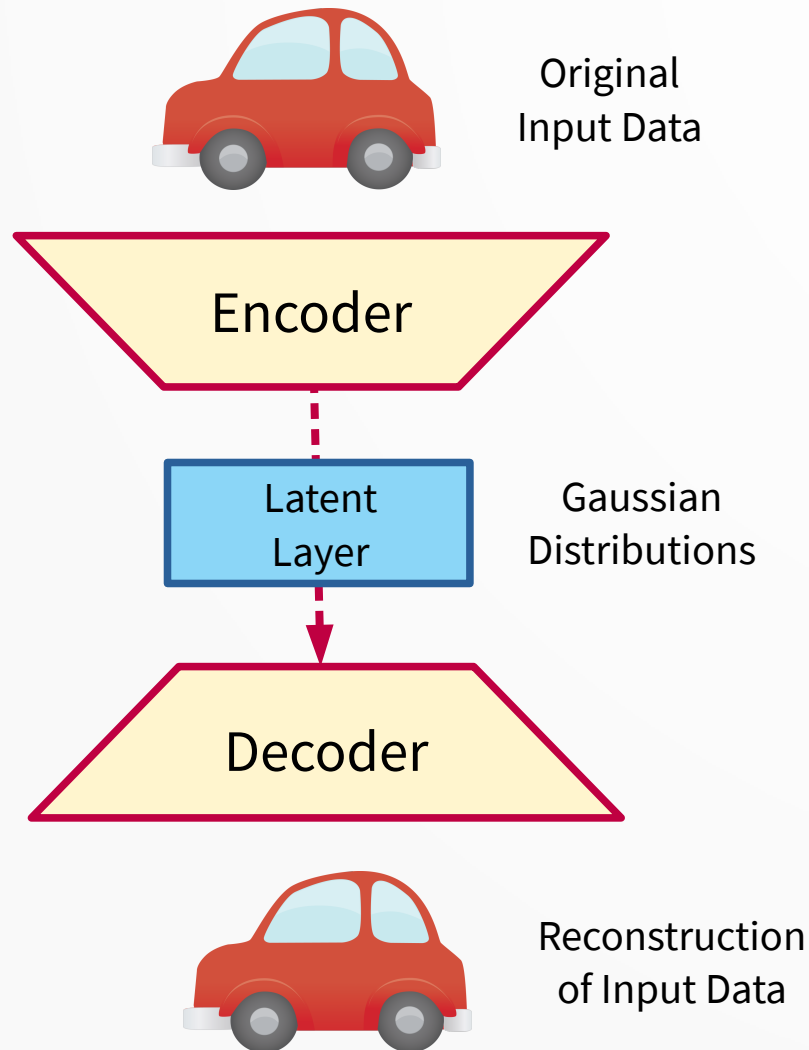 Original
Input Data
Encoder
Latent
Layer
Gaussian
Distributions
Decoder
Reconstruction
of Input Data